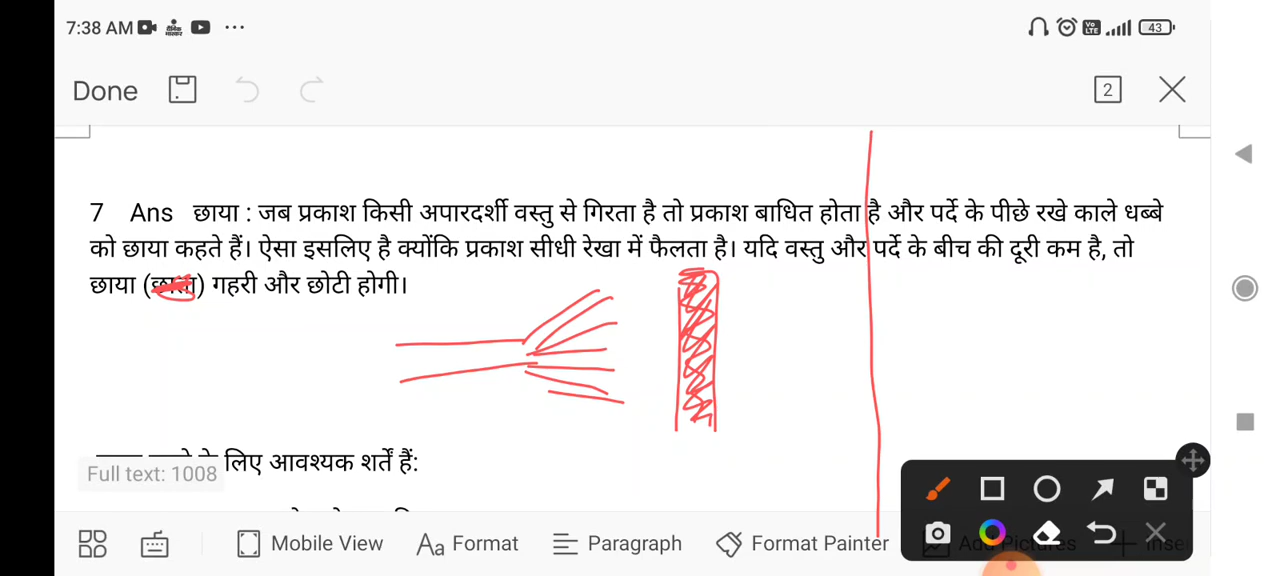 7:38 AM ...
43
Done
2
7 Ans छाया : जब प्रकाश किसी अपारदर्शी वस्तु से गिरता है तो प्रकाश बाधित होता है और पर्दे के पीछे रखे काले धब्बे
को छाया कहते हैं। ऐसा इसलिए है क्योंकि प्रकाश सीधी रेखा में फैलता है। यदि वस्तु और पर्दे के बीच की दूरी कम है, तो
छाया () गहरी और छोटी होगी।
के लिए आवश्यक शर्तें हैं:
Full text: 1008
Mobile View Format Paragraph Format Painter Add Pictures